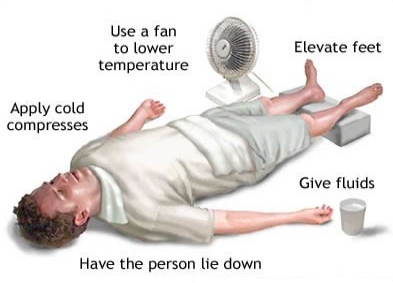 Use a fan
to lower
temperature
Elevate feet
Apply cold
compresses
Give fluids
Have the person lie down